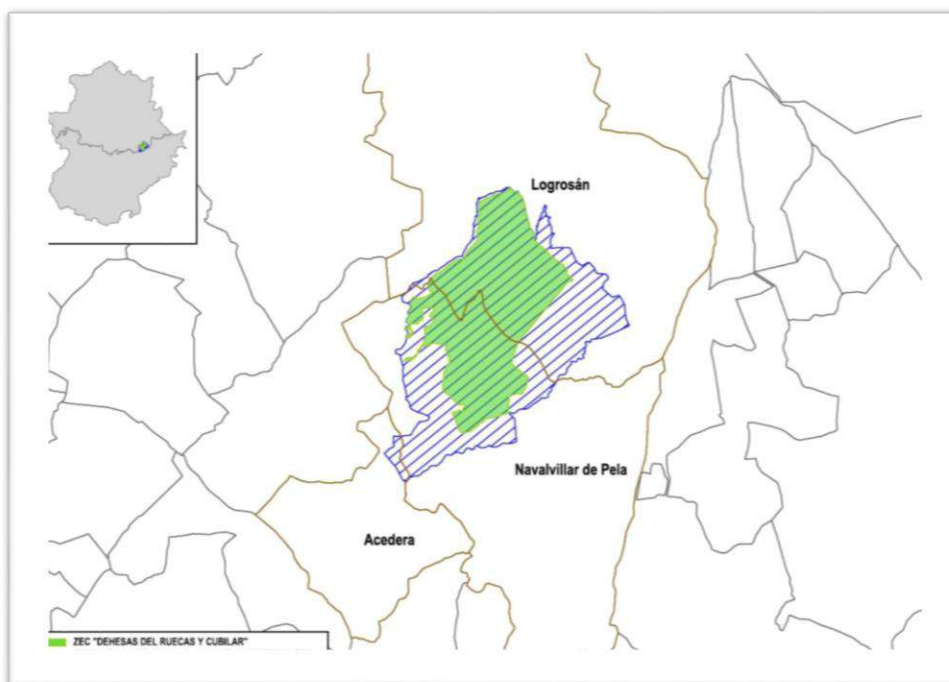 Logrosán
Navalvillar de Pela
Acedera
ZEC "DEHESAS DEL RUECAS Y CUBILAR"